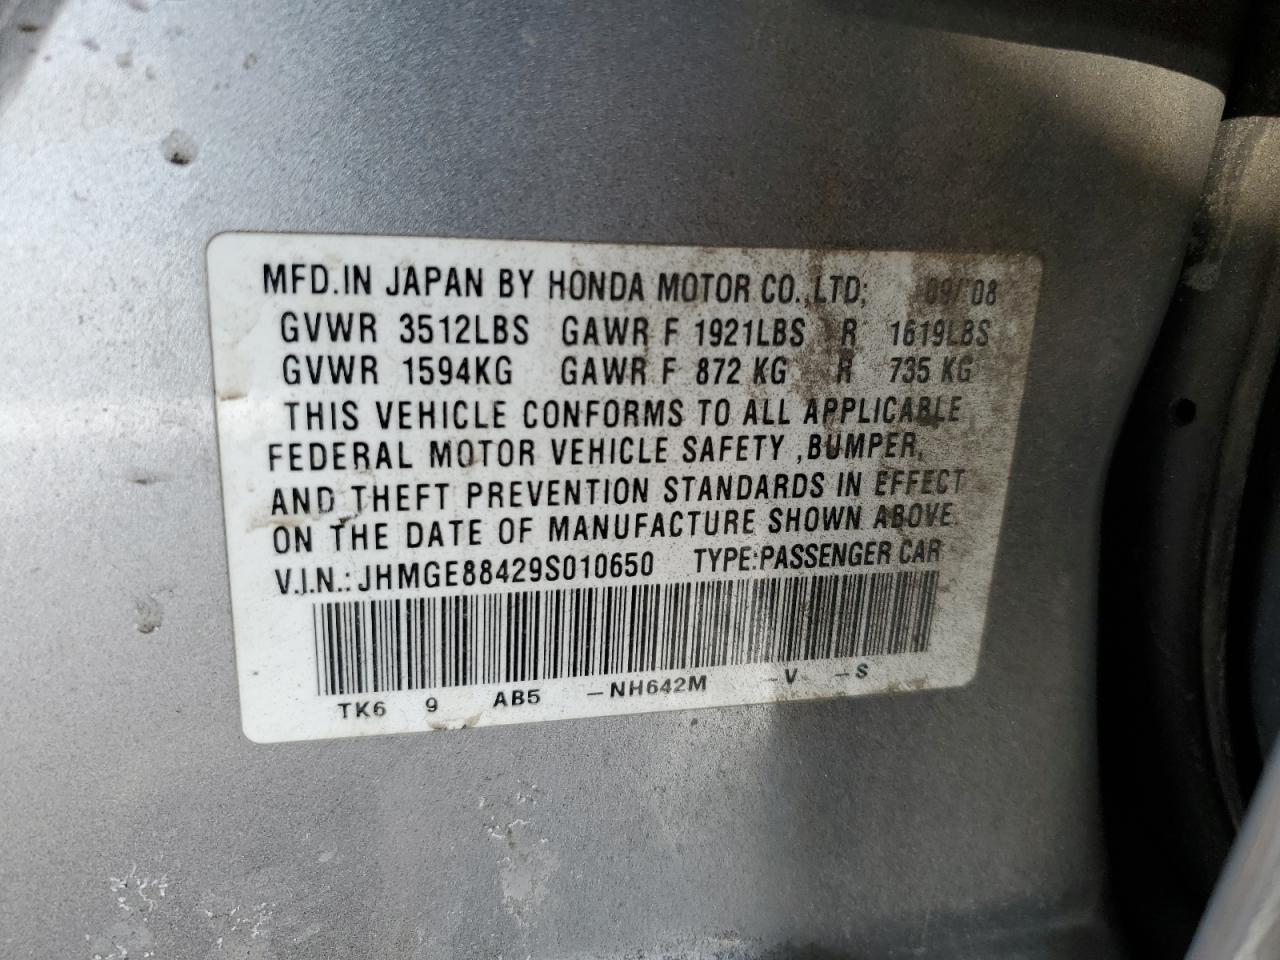 MFD.IN JAPAN BY HONDA MOTOR CO.,LTD; 09/'08
GVWR 3512LBS GAWR F 1921LBS R 1619LBS
GVWR 1594KG GAWR F 872 KG R 735 KG
THIS VEHICLE CONFORMS TO ALL APPLICABLE
FEDERAL MOTOR VEHICLE SAFETY ,BUMPER,
AND THEFT PREVENTION STANDARDS IN EFFECT
ON THE DATE OF MANUFACTURE SHOWN ABOVE.
V.I.N.: JHMGE88429S010650 TYPE:PASSENGER CAR
TK6 9 AB5 -NH642M -V -S